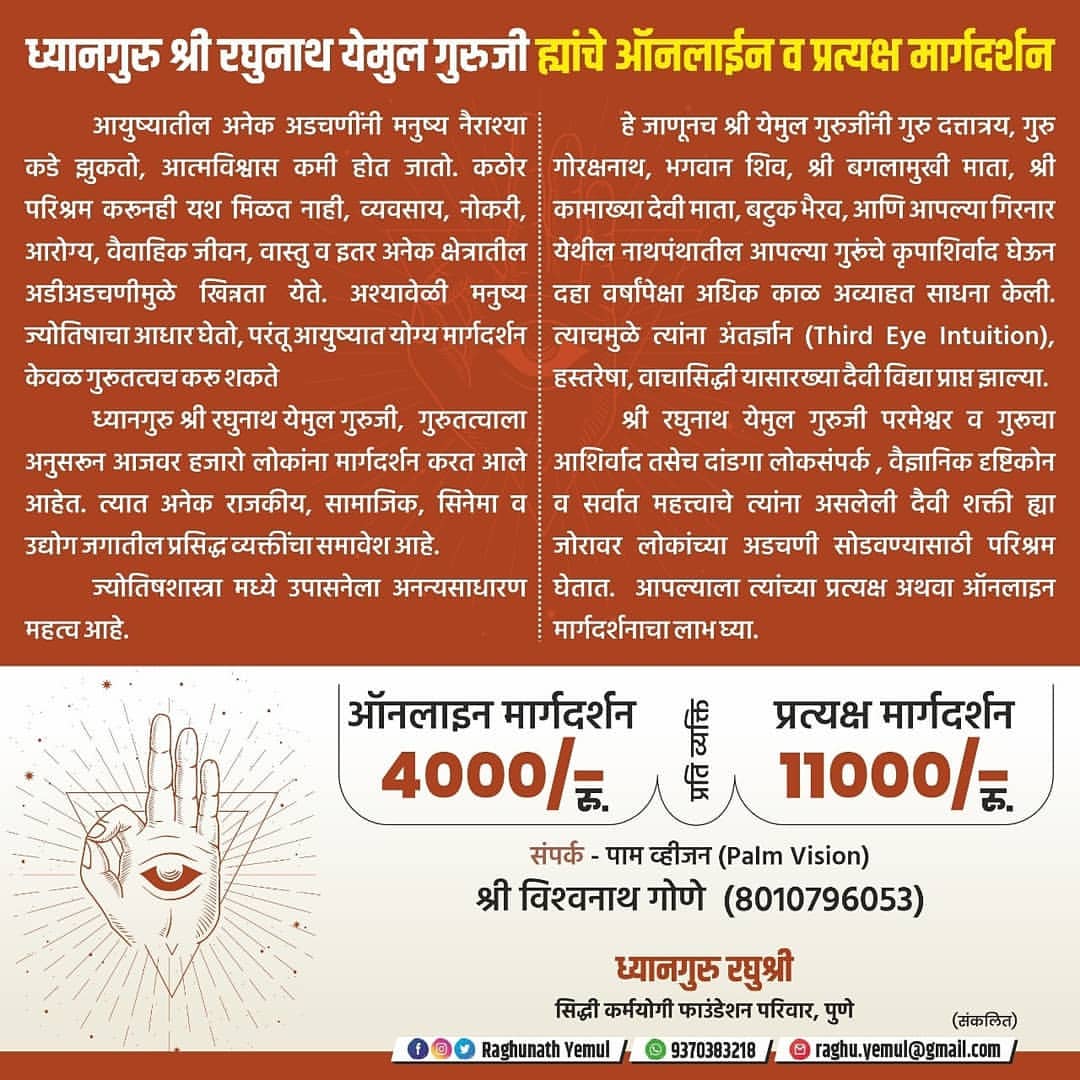 ध्यानगुरु श्री रघुनाथ येमुल गुरुजी ह्यांचे ऑनलाईन व प्रत्यक्ष मार्गदर्शन
आयुष्यातील अनेक अडचणींनी मनुष्य नैराश्या
कडे झुकतो, आत्मविश्वास कमी होत जातो. कठोर
परिश्रम करूनही यश मिळत नाही, व्यवसाय, नोकरी,
आरोग्य, वैवाहिक जीवन, वास्तु व इतर अनेक क्षेत्रातील
अडीअडचणीमुळे खिन्नता येते. अश्यावेळी मनुष्य
ज्योतिषाचा आधार घेतो, परंतू आयुष्यात योग्य मार्गदर्शन
केवळ गुरूतत्वच करू शकते
ध्यानगुरु श्री रघुनाथ येमुल गुरुजी, गुरुतत्वाला
अनुसरून आजवर हजारो लोकांना मार्गदर्शन करत आले
आहेत. त्यात अनेक राजकीय, सामाजिक, सिनेमा व
उद्योग जगातील प्रसिद्ध व्यक्तींचा समावेश आहे.
ज्योतिषशास्त्रा मध्ये उपासनेला अनन्यसाधारण
महत्व आहे.
हे जाणूनच श्री येमुल गुरुजींनी गुरु दत्तात्रय, गुरु
गोरक्षनाथ, भगवान शिव, श्री बगलामुखी माता, श्री
कामाख्या देवी माता, बटुक भैरव, आणि आपल्या गिरनार
येथील नाथपंथातील आपल्या गुरुंचे कृपाशिर्वाद घेऊन
दहा वर्षांपेक्षा अधिक काळ अव्याहत साधना केली.
त्याचमुळे त्यांना अंतर्ज्ञान (Third Eye Intuition),
हस्तरेषा, वाचासिद्धी यासारख्या दैवी विद्या प्राप्त झाल्या.
श्री रघुनाथ येमुल गुरुजी परमेश्वर व गुरूचा
आशिर्वाद तसेच दांडगा लोकसंपर्क , वैज्ञानिक दृष्टिकोन
व सर्वात महत्त्वाचे त्यांना असलेली दैवी शक्ती ह्या
जोरावर लोकांच्या अडचणी सोडवण्यासाठी परिश्रम
घेतात. आपल्याला त्यांच्या प्रत्यक्ष अथवा ऑनलाइन
मार्गदर्शनाचा लाभ घ्या.
ऑनलाइन मार्गदर्शन
4000/= रु.
प्रति व्यक्ति
प्रत्यक्ष मार्गदर्शन
11000/= रु.
संपर्क - पाम व्हीजन (Palm Vision)
श्री विश्वनाथ गोणे (8010796053)
ध्यानगुरु रघुश्री
सिद्धी कर्मयोगी फाउंडेशन परिवार, पुणे
(संकलित)
Raghunath Yemul / 9370383218 / raghu.yemul@gmail.com